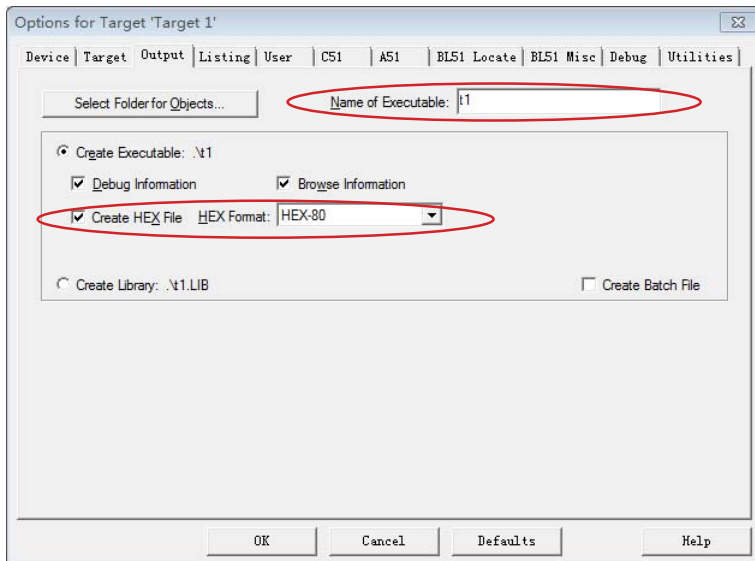 Options for Target 'Target 1'
Device Target Output Listing User C51 A51 BL51 Locate BL51 Misc Debug Utilities
Select Folder for Objects... Name of Executable: t1
Create Executable: .\t1
Debug Information Browse Information
Create HEX File HEX Format: HEX-80
Create Library: .\t1.LIB Create Batch File
OK Cancel Defaults Help